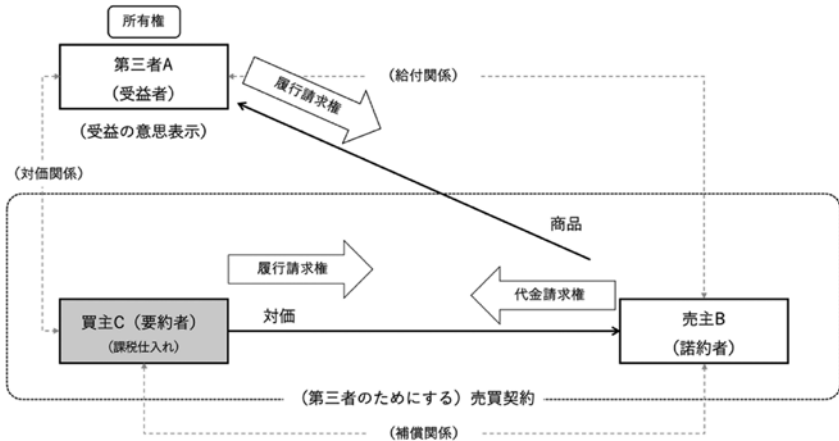 所有権
第三者A
（受益者）
（受益の意思表示）
履行請求権
（給付関係）
（対価関係）
商品
履行請求権
代金請求権
買主C（要約者）
（課税仕入れ）
対価
売主B
（諾約者）
（第三者のためにする）売買契約
（補償関係）